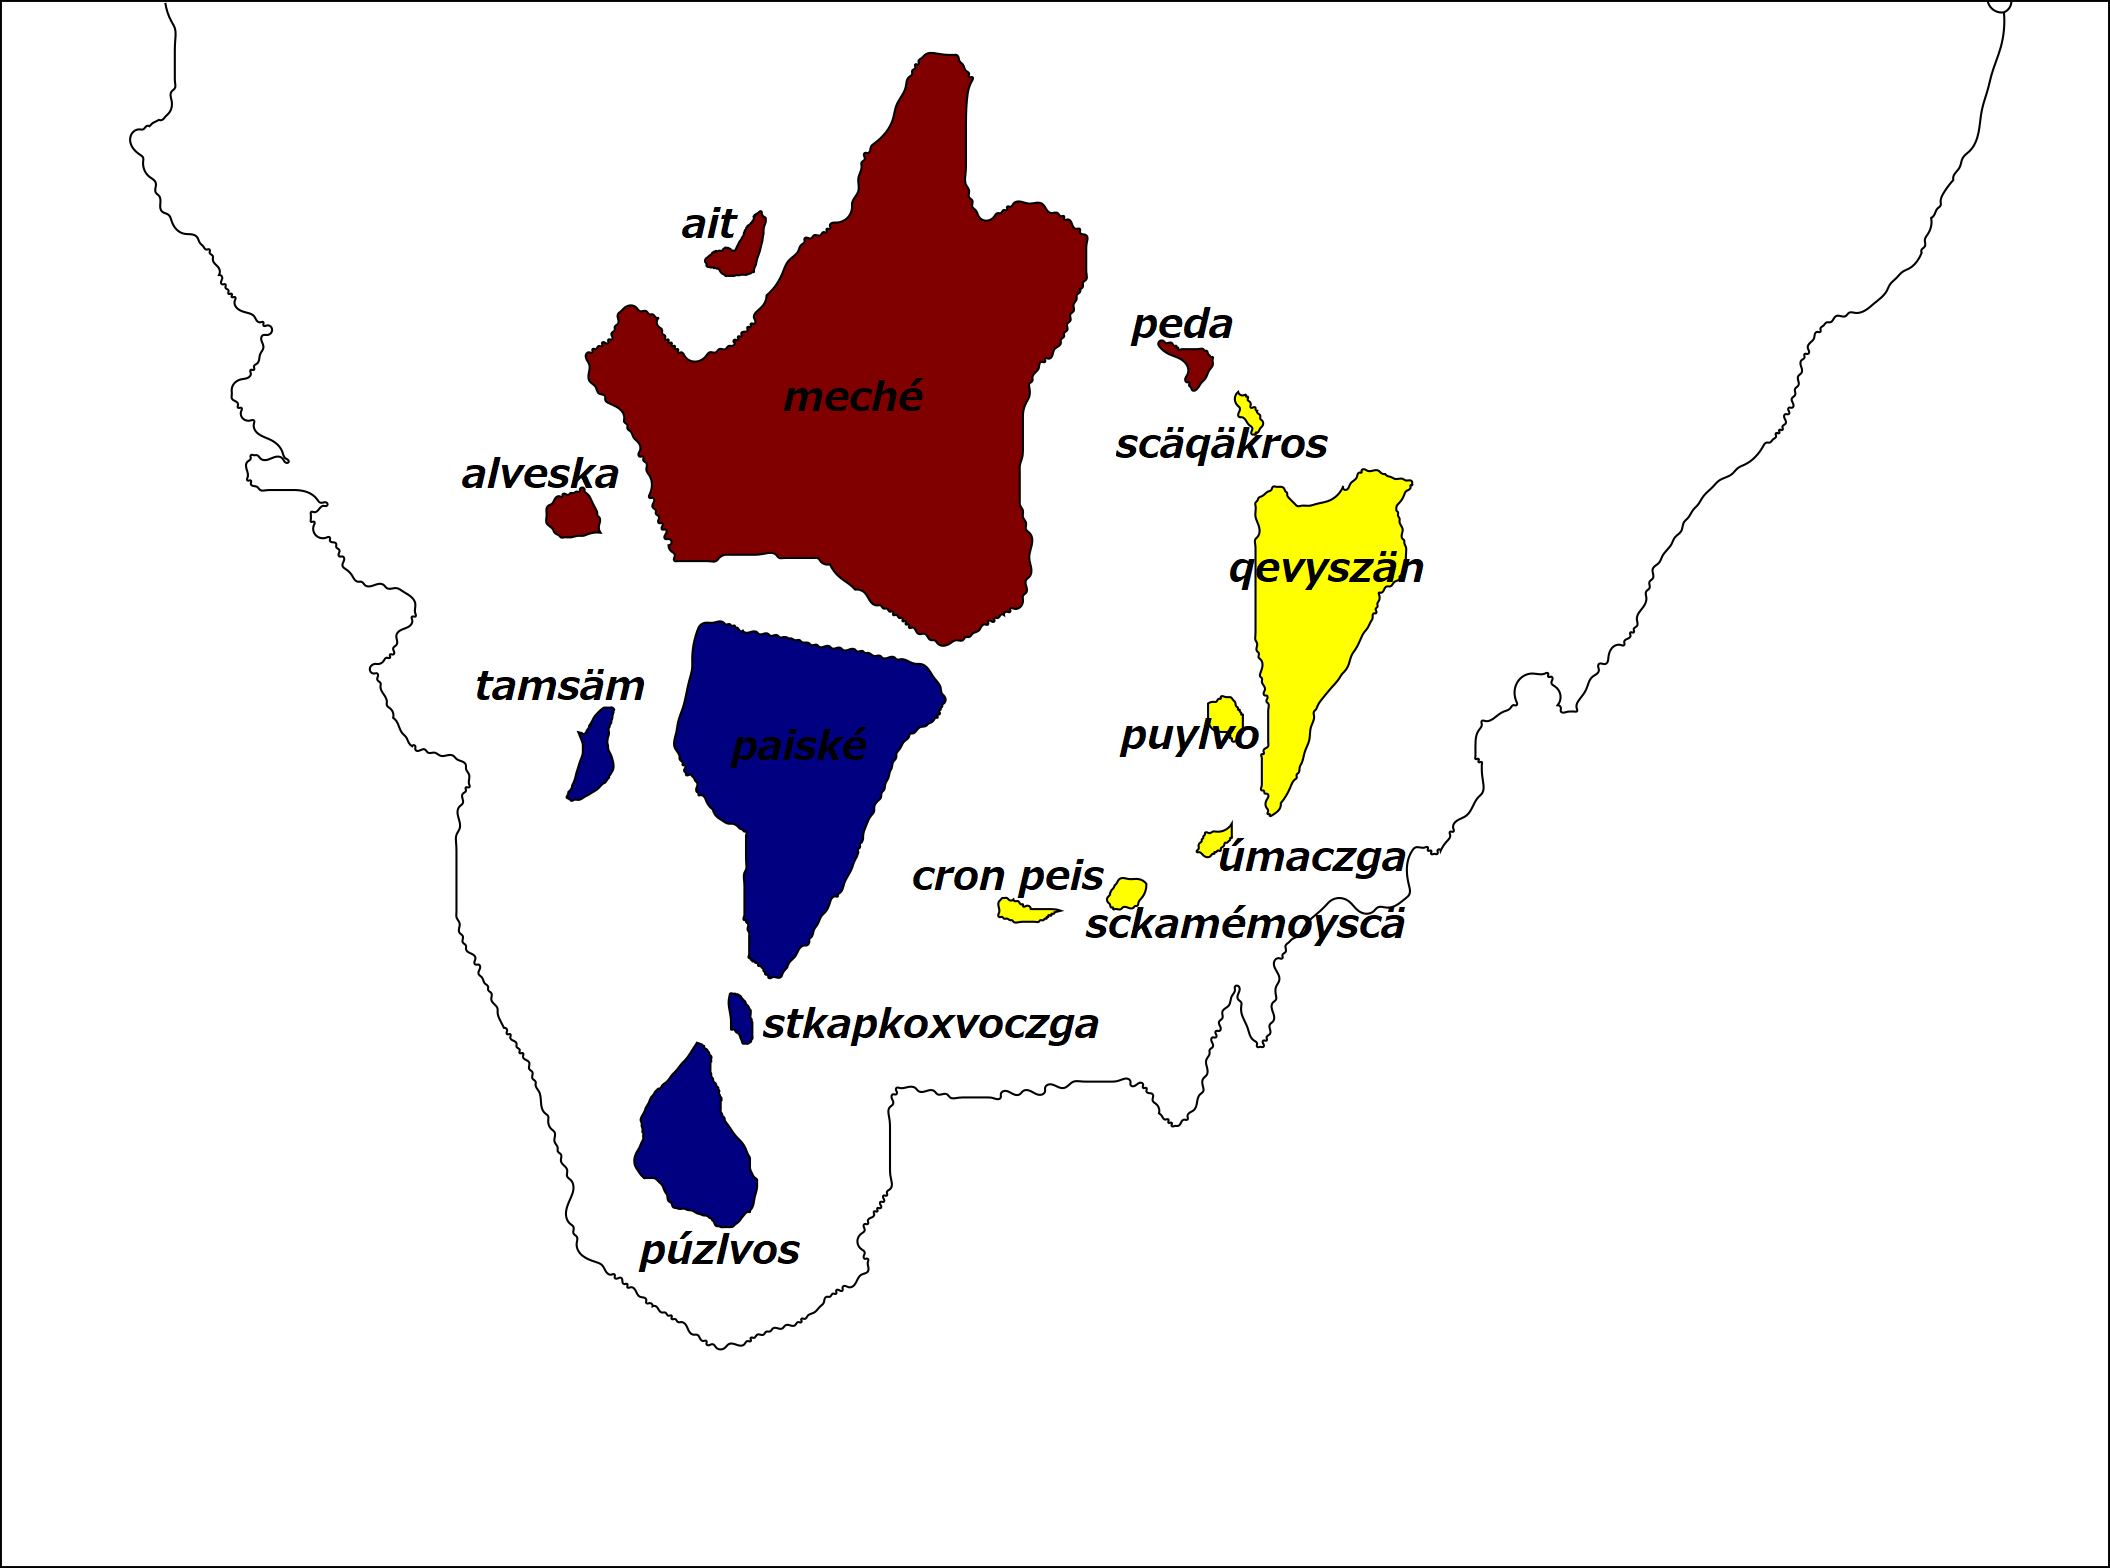 ait
peda
meché
scäqäkros
alveska
qevyszän
tamsäm
puylvo
paiské
úmaczga
cron peis
sckamémoyscä
stkapkoxvoczga
púzlvos